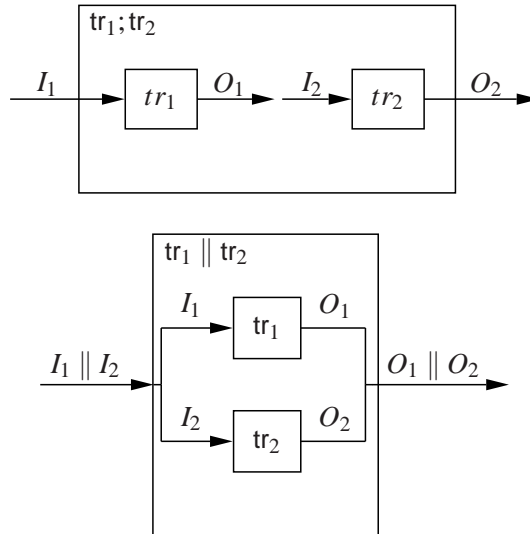 tr₁;tr₂
I₁ tr₁ O₁ I₂ tr₂ O₂
tr₁ ∥ tr₂
I₁ tr₁ O₁
I₁ ∥ I₂ O₁ ∥ O₂
I₂ tr₂ O₂